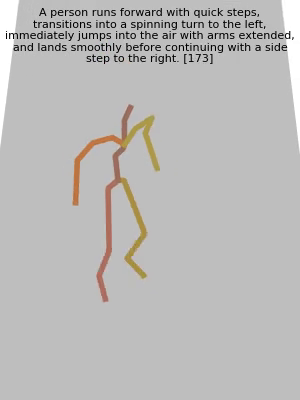 A person runs forward with quick steps,
transitions into a spinning turn to the left,
immediately jumps into the air with arms extended,
and lands smoothly before continuing with a side
step to the right. [173]